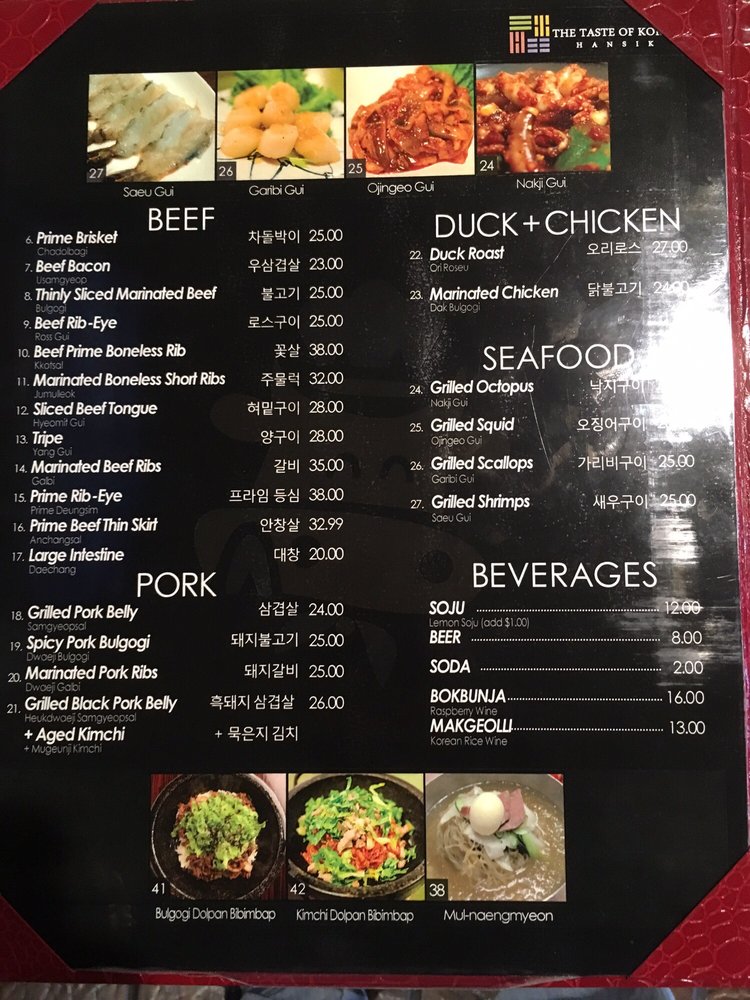 THE TASTE OF
HANSIK
27
26
25
24
Saeu Gui
Garibi Gui
Ojingeo Gui
Nakji Gui
BEEF
6. Prime Brisket 차돌박이 25.00
Chadolbagi
7. Beef Bacon 우삼겹살 23.00
Usamgyeop
8. Thinly Sliced Marinated Beef 불고기 25.00
Bulgogi
9. Beef Rib-Eye 로스구이 25.00
Ross Gui
10. Beef Prime Boneless Rib 꽃살 38.00
Kkotsal
11. Marinated Boneless Short Ribs 주물럭 32.00
Jumulleok
12. Sliced Beef Tongue 혀밑구이 28.00
Hyeomit Gui
13. Tripe 양구이 28.00
Yang Gui
14. Marinated Beef Ribs 갈비 35.00
Galbi
15. Prime Rib-Eye 프라임 등심 38.00
Prime Deungsim
16. Prime Beef Thin Skirt 안창살 32.99
Anchangsal
17. Large Intestine 대창 20.00
Daechang
PORK
18. Grilled Pork Belly 삼겹살 24.00
Samgyeopsal
19. Spicy Pork Bulgogi 돼지불고기 25.00
Dwaeji Bulgogi
20. Marinated Pork Ribs 돼지갈비 25.00
Dwaeji Galbi
21. Grilled Black Pork Belly 흑돼지 삼겹살 26.00
Heukdwaeji Samgyeopsal
+ Aged Kimchi + 묵은지 김치
+ Mugeunji Kimchi
DUCK + CHICKEN
22. Duck Roast 오리로스 27.00
Ori Roseu
23. Marinated Chicken 닭불고기
Dak Bulgogi
SEAFOOD
24. Grilled Octopus 낙지구이
Nakji Gui
25. Grilled Squid 오징어구이
Ojingeo Gui
26. Grilled Scallops 가리비구이 25.00
Garibi Gui
27. Grilled Shrimps 새우구이 25.00
Saeu Gui
BEVERAGES
SOJU 12.00
Lemon Soju (add $1.00)
BEER 8.00
SODA 2.00
BOKBUNJA 16.00
Raspberry Wine
MAKGEOLLI 13.00
Korean Rice Wine
41
42
38
Bulgogi Dolpan Bibimbap
Kimchi Dolpan Bibimbap
Mul-naengmyeon